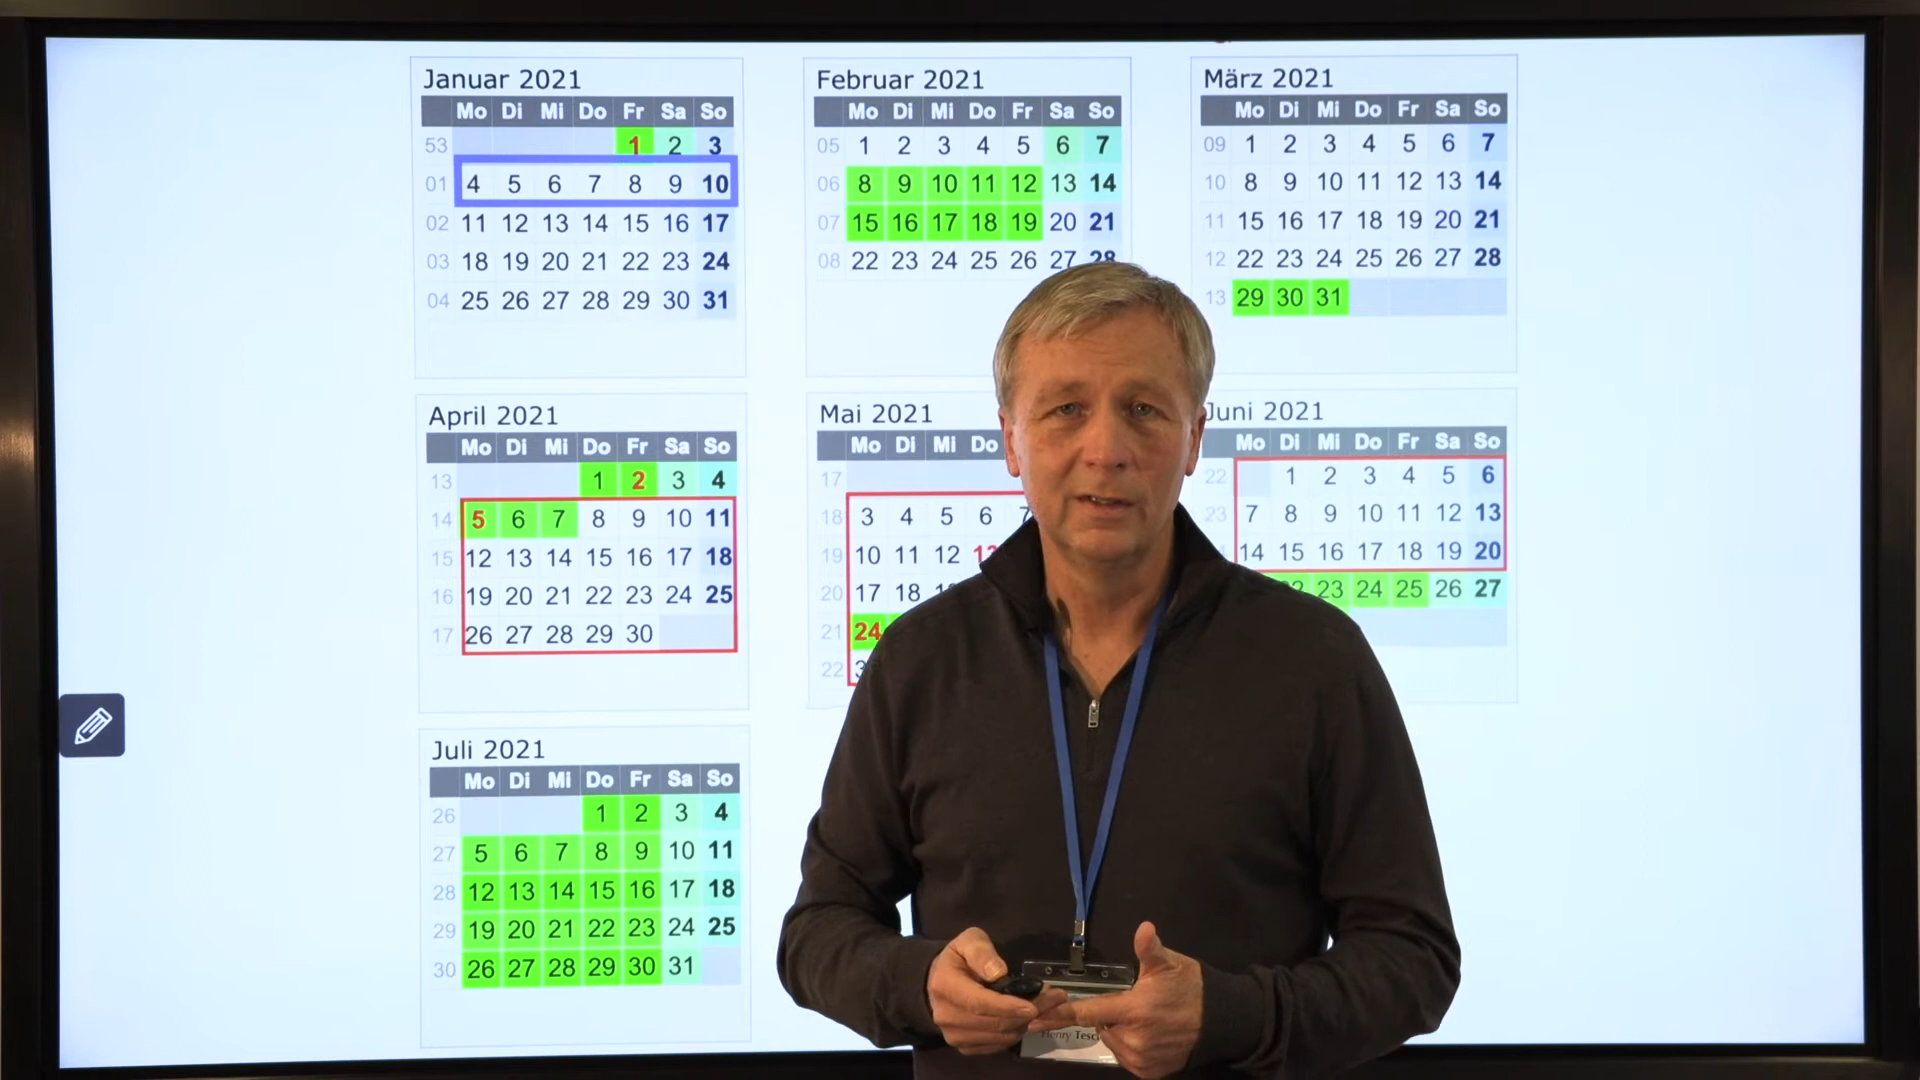 Januar 2021
Mo Di Mi Do Fr Sa So
53 1 2 3
01 4 5 6 7 8 9 10
02 11 12 13 14 15 16 17
03 18 19 20 21 22 23 24
04 25 26 27 28 29 30 31
Februar 2021
Mo Di Mi Do Fr Sa So
05 1 2 3 4 5 6 7
06 8 9 10 11 12 13 14
07 15 16 17 18 19 20 21
08 22 23 24 25 26 27 28
März 2021
Mo Di Mi Do Fr Sa So
09 1 2 3 4 5 6 7
10 8 9 10 11 12 13 14
11 15 16 17 18 19 20 21
12 22 23 24 25 26 27 28
13 29 30 31
April 2021
Mo Di Mi Do Fr Sa So
13 1 2 3 4
14 5 6 7 8 9 10 11
15 12 13 14 15 16 17 18
16 19 20 21 22 23 24 25
17 26 27 28 29 30
Mai 2021
Mo Di Mi Do
17
18 3 4 5 6 7
19 10 11 12
20 17 18
21 24
22
Juni 2021
Mo Di Mi Do Fr Sa So
22 1 2 3 4 5 6
23 7 8 9 10 11 12 13
14 15 16 17 18 19 20
23 24 25 26 27
Juli 2021
Mo Di Mi Do Fr Sa So
26 1 2 3 4
27 5 6 7 8 9 10 11
28 12 13 14 15 16 17 18
29 19 20 21 22 23 24 25
30 26 27 28 29 30 31
Henry